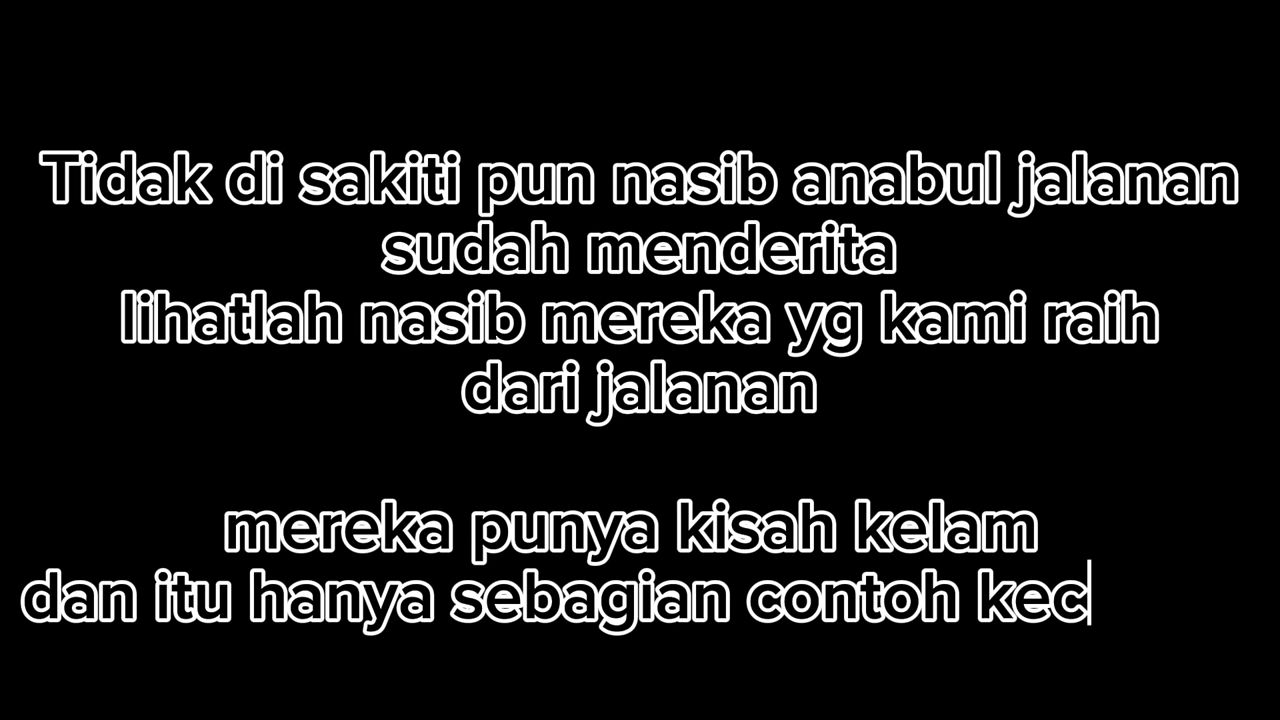 Tidak di sakiti pun nasib anabul jalanan
sudah menderita
lihatlah nasib mereka yg kami raih
dari jalanan
mereka punya kisah kelam
dan itu hanya sebagian contoh kec